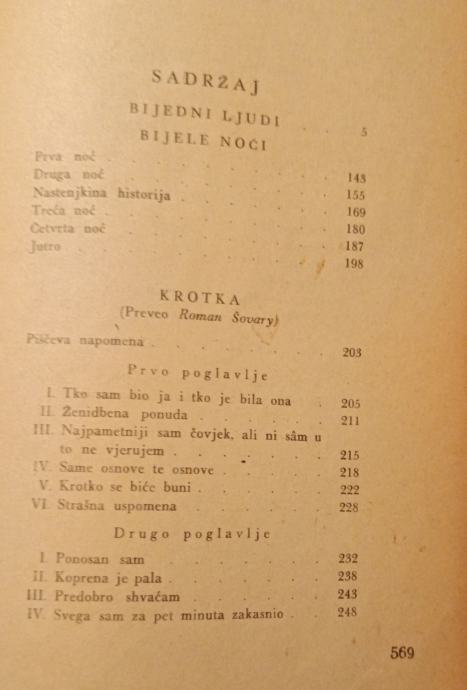 SADRŽAJ
BIJEDNI LJUDI . . 5
BIJELE NOĆI
Prva noć . . . . . . . 143
Druga noć . . . . . . . 155
Nastenjkina historija . . . . . 169
Treća noć . . . . . . . 180
Četvrta noć . . . . . . . 187
Jutro . . . . . . . 198
KROTKA
(Preveo Roman Šovary)
Piščeva napomena . . . . . . 203
Prvo poglavlje
I. Tko sam bio ja i tko je bila ona . 205
II. Ženidbena ponuda . . . . . 211
III. Najpametniji sam čovjek, ali ni sâm u
to ne vjerujem . . . . . . 215
IV. Same osnove te osnove . . . . 218
V. Krotko se biće buni . . . . . 222
VI. Strašna uspomena . . . . . 228
Drugo poglavlje
I. Ponosan sam . . . . . . 232
II. Koprena je pala . . . . . . 238
III. Predobro shvaćam . . . . . 243
IV. Svega sam za pet minuta zakasnio . . 248
569